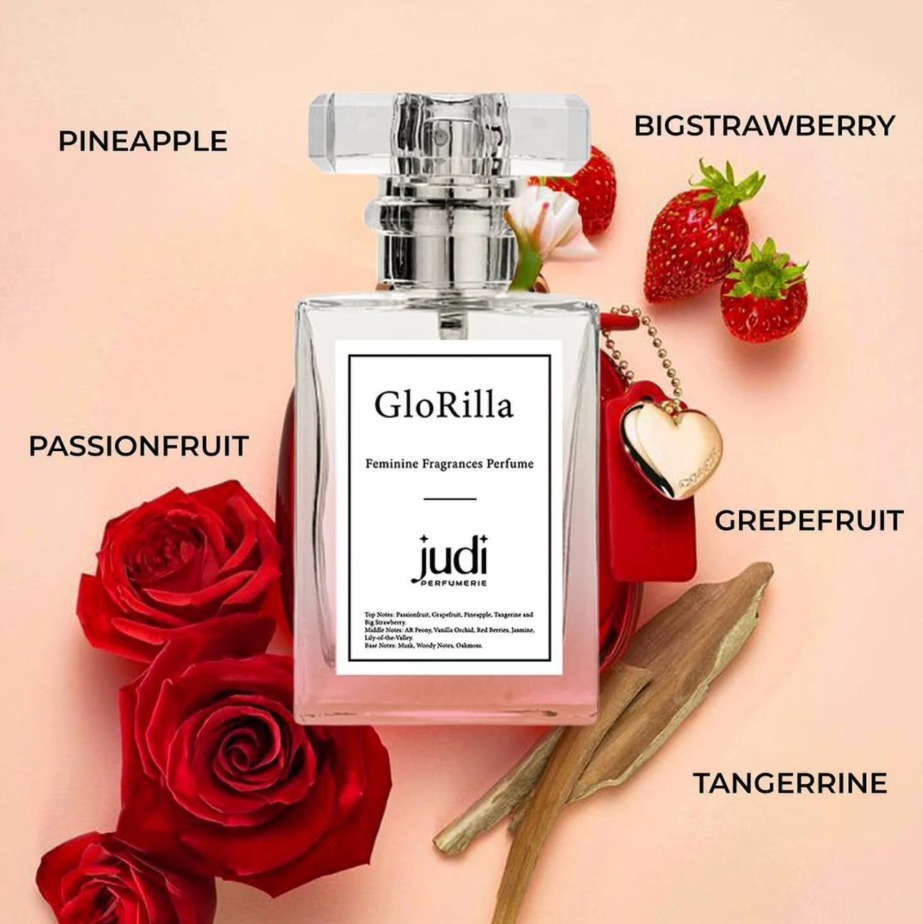 PINEAPPLE
BIGSTRAWBERRY
GloRilla
Feminine Fragrances Perfume
PASSIONFRUIT
GREPEFRUIT
judi
PERFUMERIE
Top Notes: Passionfruit, Grapefruit, Pineapple, Tangerine and
Big Strawberry.
Middle Notes: AR Peony, Vanilla Orchid, Red Berries, Jasmine,
Lily-of-the-Valley.
Base Notes: Musk, Woody Notes, Oakmoss.
TANGERRINE